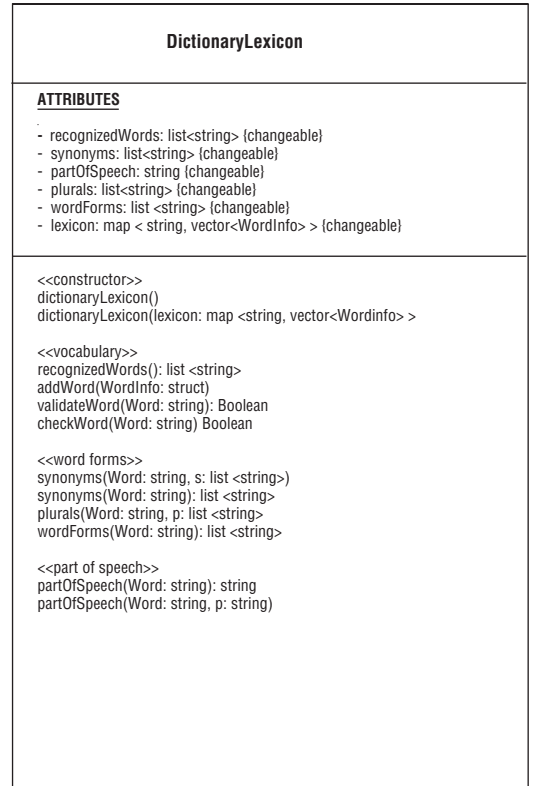 DictionaryLexicon
ATTRIBUTES
- recognizedWords: list<string> {changeable}
- synonyms: list<string> {changeable}
- partOfSpeech: string {changeable}
- plurals: list<string> {changeable}
- wordForms: list <string> {changeable}
- lexicon: map < string, vector<WordInfo> > {changeable}
<<constructor>>
dictionaryLexicon()
dictionaryLexicon(lexicon: map <string, vector<Wordinfo> >
<<vocabulary>>
recognizedWords(): list <string>
addWord(WordInfo: struct)
validateWord(Word: string): Boolean
checkWord(Word: string) Boolean
<<word forms>>
synonyms(Word: string, s: list <string>)
synonyms(Word: string): list <string>
plurals(Word: string, p: list <string>
wordForms(Word: string): list <string>
<<part of speech>>
partOfSpeech(Word: string): string
partOfSpeech(Word: string, p: string)